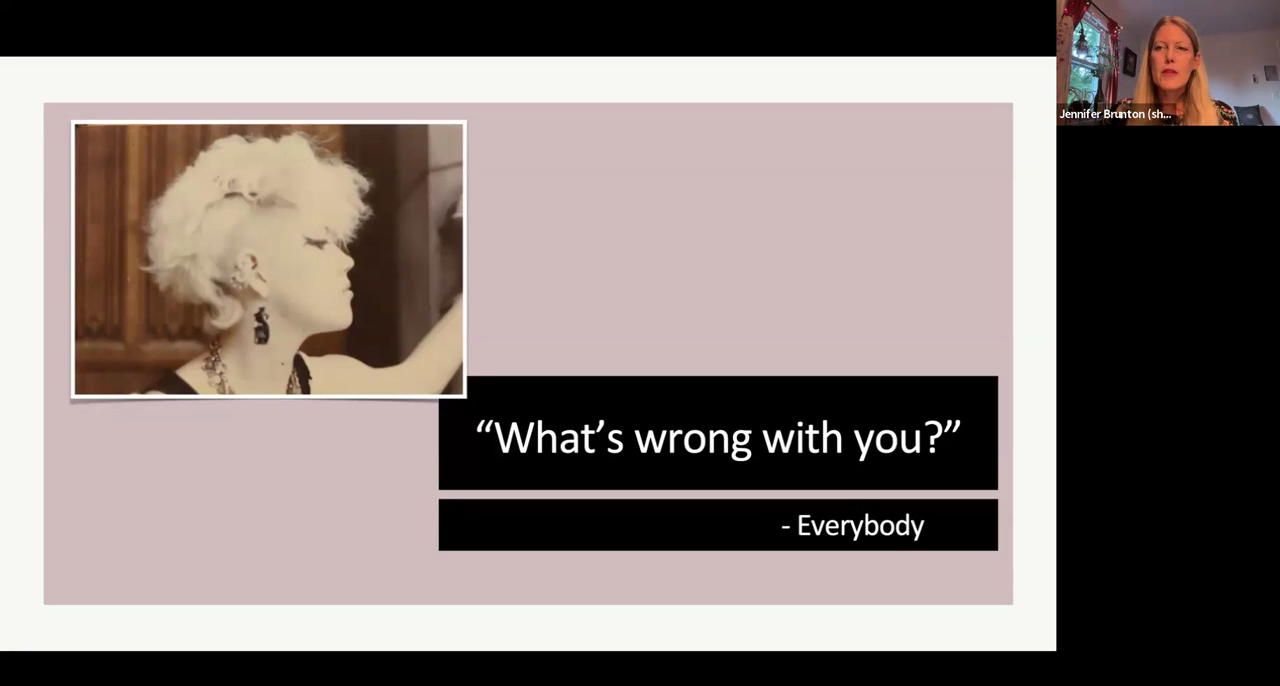 Jennifer Brunton (sh...
“What’s wrong with you?”
- Everybody